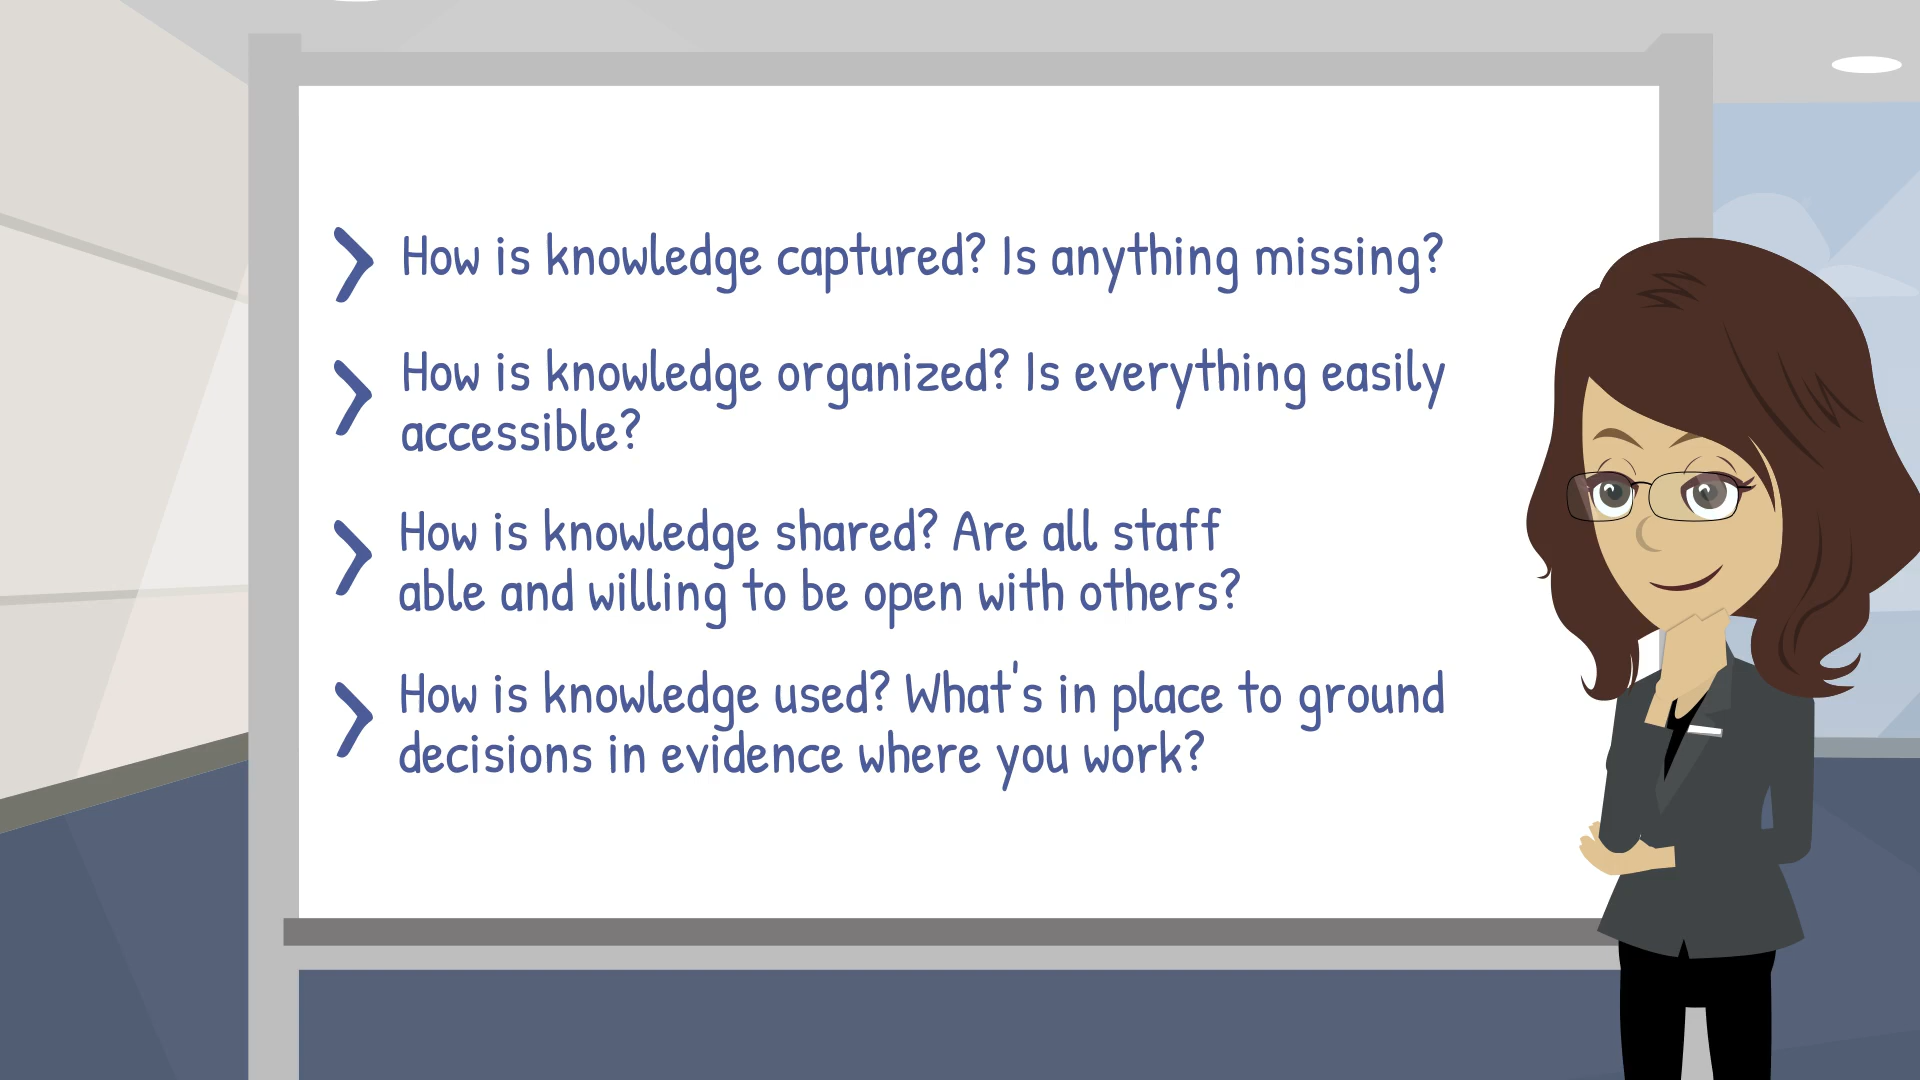 How is knowledge captured? Is anything missing?
How is knowledge organized? Is everything easily
accessible?
How is knowledge shared? Are all staff
able and willing to be open with others?
How is knowledge used? What's in place to ground
decisions in evidence where you work?